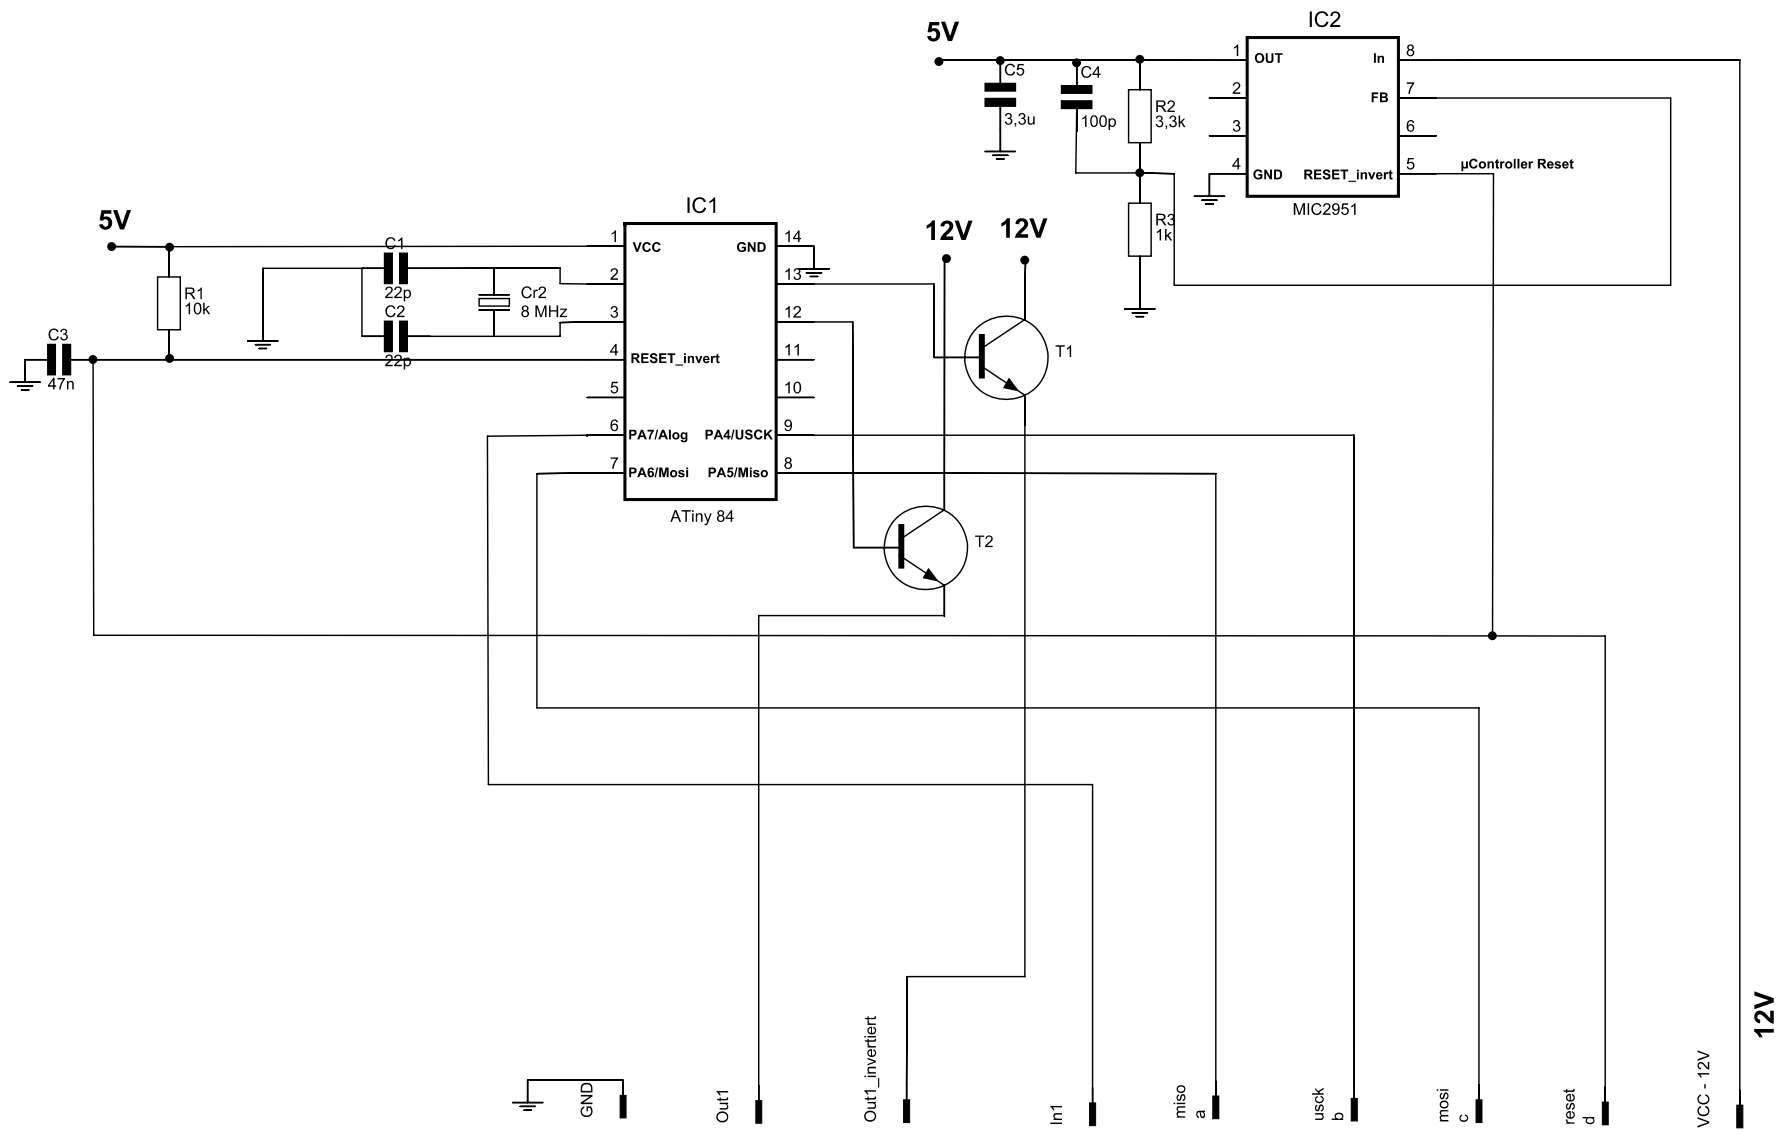 IC2
5V
1
OUT
In
8
C5
C4
2
FB
7
R2
3,3u
100p
3,3k
3
6
4
GND
RESET_invert
5
µController Reset
MIC2951
R3
1k
IC1
5V
12V
12V
1
VCC
GND
14
C1
2
13
22p
R1
10k
Cr2
8 MHz
C2
3
12
22p
C3
47n
4
RESET_invert
11
T1
5
10
6
PA7/Alog
PA4/USCK
9
7
PA6/Mosi
PA5/Miso
8
ATiny 84
T2
GND
Out1
Out1_invertiert
In1
miso
a
usck
b
mosi
c
reset
d
VCC - 12V
12V